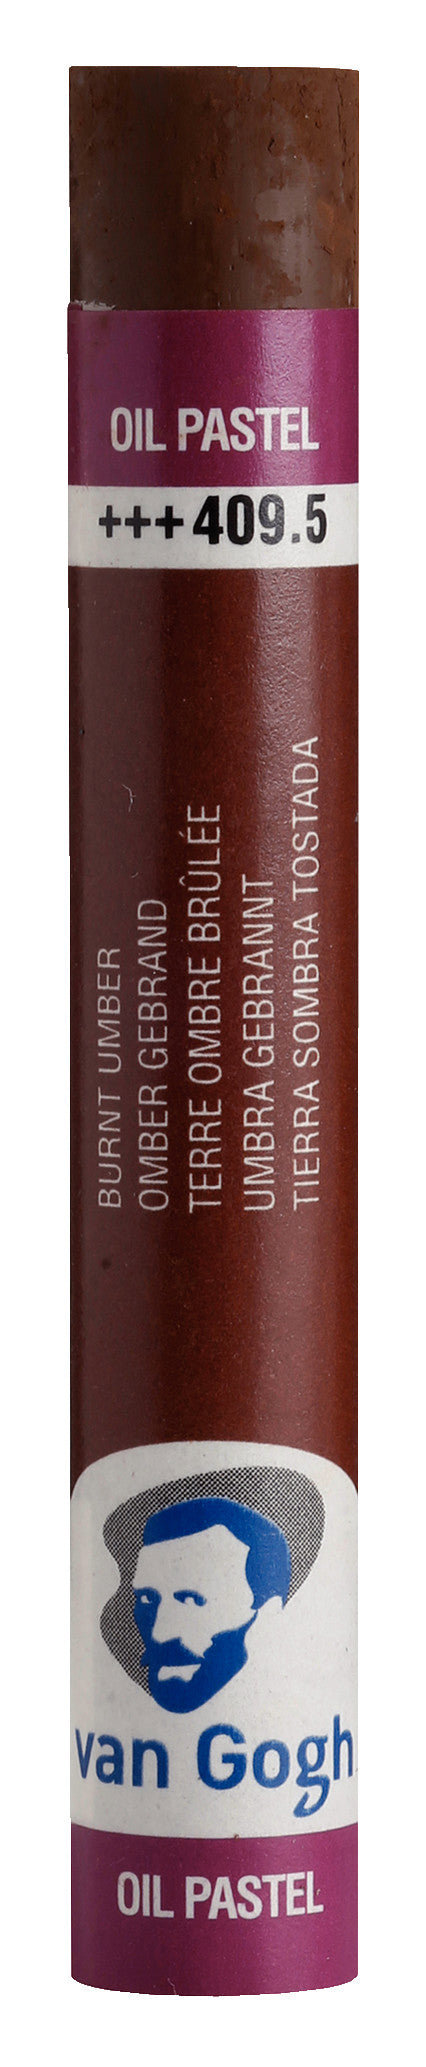 OIL PASTEL
+++409.5
BURNT UMBER
OMBER GEBRAND
TERRE OMBRE BRÛLÉE
UMBRA GEBRANNT
TIERRA SOMBRA TOSTADA
van Gogh
OIL PASTEL